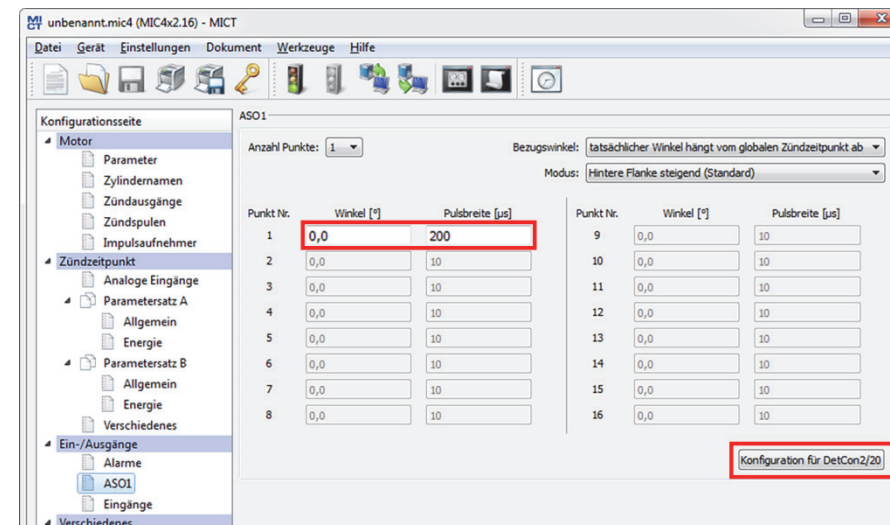 unbenannt.mic4 (MIC4x2.16) - MICT
Datei Gerät Einstellungen Dokument Werkzeuge Hilfe
Konfigurationsseite
Motor
Parameter
Zylindernamen
Zündausgänge
Zündspulen
Impulsaufnehmer
Zündzeitpunkt
Analoge Eingänge
Parametersatz A
Allgemein
Energie
Parametersatz B
Allgemein
Energie
Verschiedenes
Ein-/Ausgänge
Alarme
ASO1
Eingänge
Verschiedenes
ASO1
Anzahl Punkte: 1
Bezugswinkel: tatsächlicher Winkel hängt vom globalen Zündzeitpunkt ab
Modus: Hintere Flanke steigend (Standard)
Punkt Nr. Winkel [°] Pulsbreite [µs] Punkt Nr. Winkel [°] Pulsbreite [µs]
1 0,0 200 9 0,0 10
2 0,0 10 10 0,0 10
3 0,0 10 11 0,0 10
4 0,0 10 12 0,0 10
5 0,0 10 13 0,0 10
6 0,0 10 14 0,0 10
7 0,0 10 15 0,0 10
8 0,0 10 16 0,0 10
Konfiguration für DetCon2/20